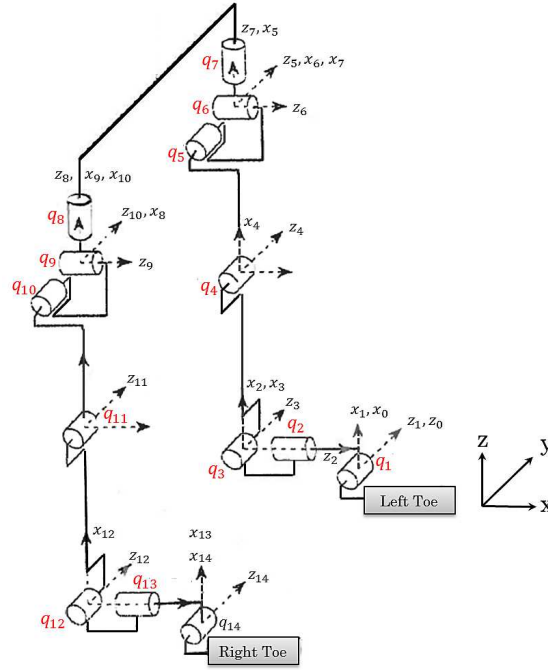 z₇, x₅
q₇
z₅, x₆, x₇
q₆
z₆
q₅
z₈, x₉, x₁₀
x₄
z₄
q₈
z₁₀, x₈
q₉
z₉
q₄
q₁₀
x₂, x₃
z₁₁
z₃
x₁, x₀
q₁₁
q₂
z₁, z₀
q₃
z₂
q₁
z
y
x
Left Toe
x₁₂
x₁₃
z₁₂
x₁₄
q₁₃
z₁₄
q₁₂
q₁₄
Right Toe